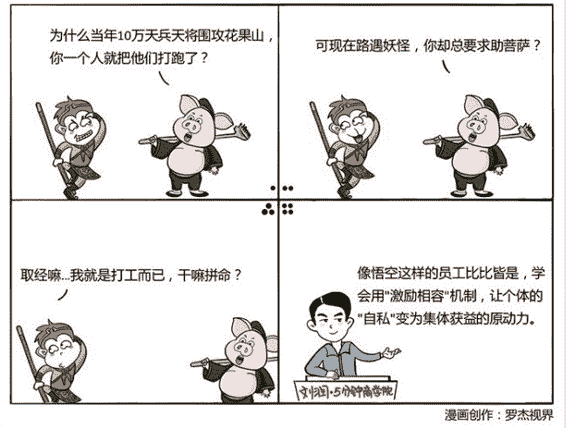 为什么当年10万天兵天将围攻花果山，
你一个人就把他们打跑了？
可现在路遇妖怪，你却总要求助菩萨？
取经嘛...我就是打工而已，干嘛拼命？
像悟空这样的员工比比皆是，学
会用"激励相容"机制，让个体的
"自私"变为集体获益的原动力。
刘润·5分钟商学院
漫画创作：罗杰视界